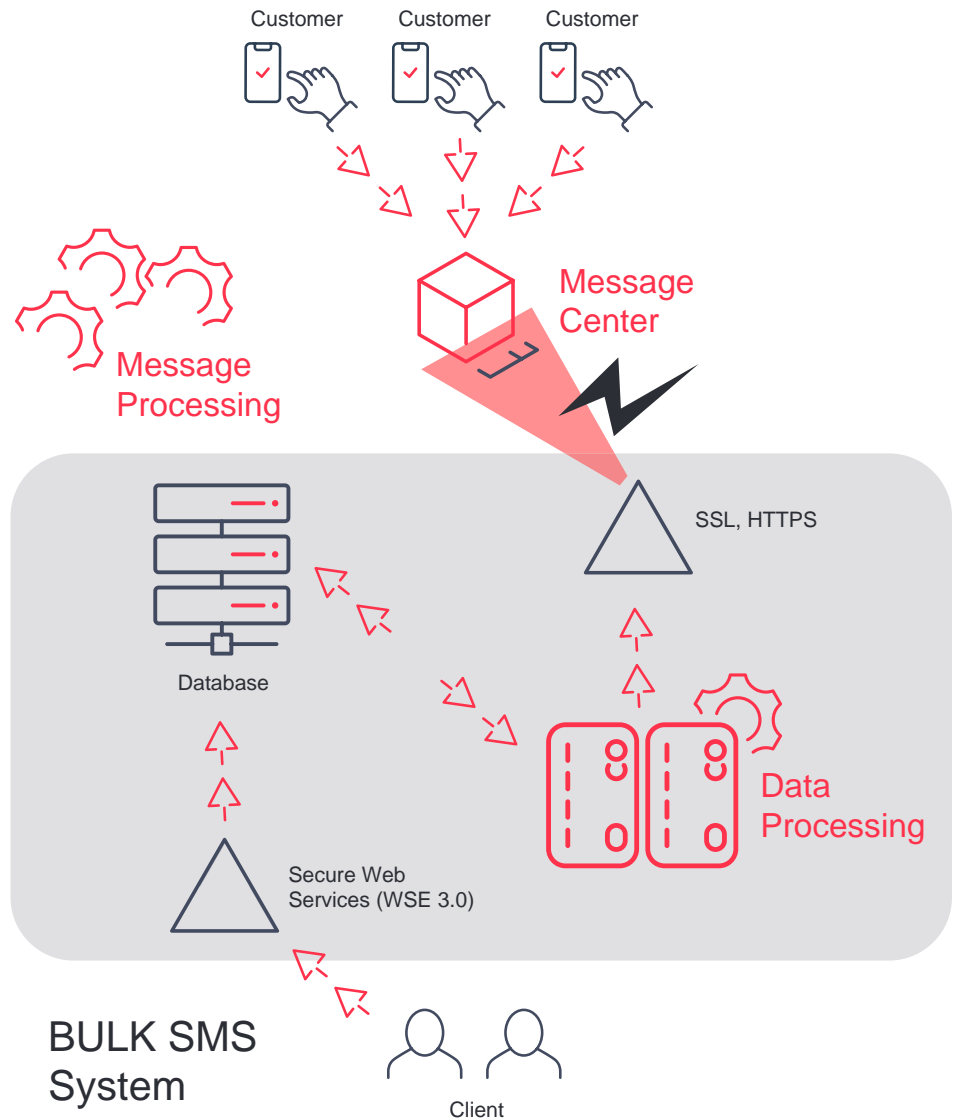 Customer
Customer
Customer
Message
Center
Message
Processing
SSL, HTTPS
Database
Data
Processing
Secure Web
Services (WSE 3.0)
BULK SMS
System
Client